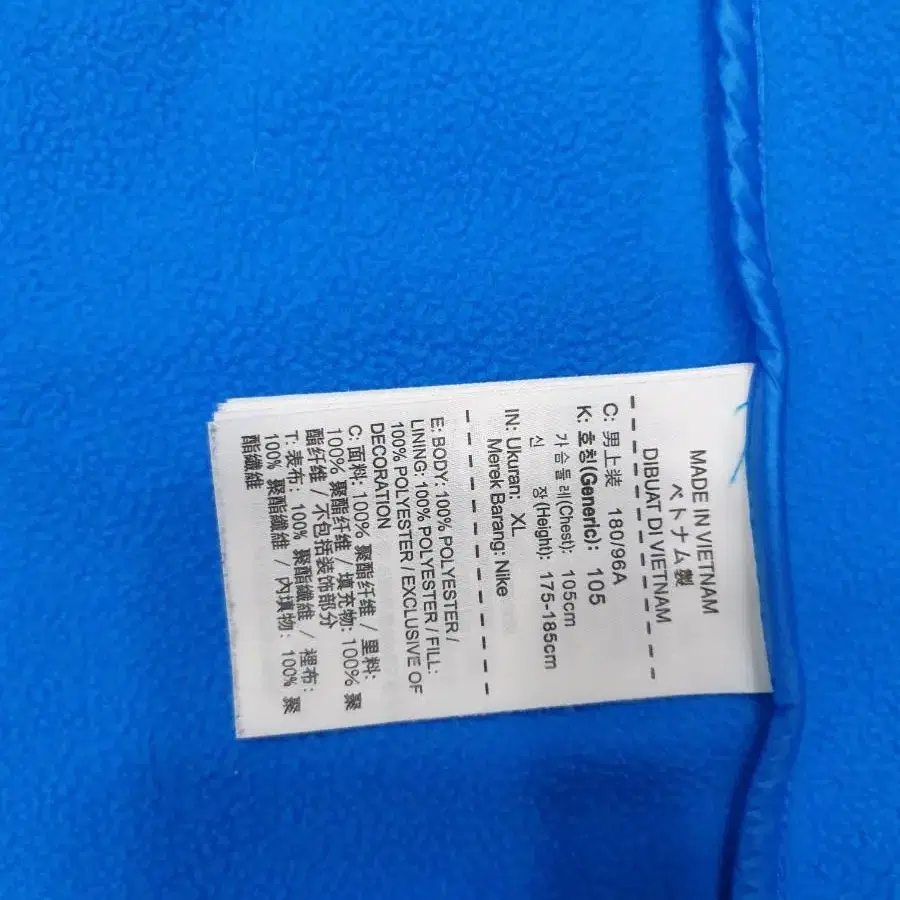 MADE IN VIETNAM
ベトナム製
DIBUAT DI VIETNAM
C: 男上装 180/96A
K: 호칭(Generic): 105
가슴둘레(Chest): 105cm
신 장(Height): 175-185cm
IN: Ukuran: XL
Merek Barang: Nike
E: BODY: 100% POLYESTER /
LINING: 100% POLYESTER / FILL:
100% POLYESTER / EXCLUSIVE OF
DECORATION
C: 面料: 100% 聚酯纤维 / 里料:
100% 聚酯纤维 / 填充物: 100% 聚
酯纤维 / 不包括装饰部分
T: 表布: 100% 聚酯纖維 / 裡布:
100% 聚酯纖維 / 內填物: 100% 聚
酯纖維